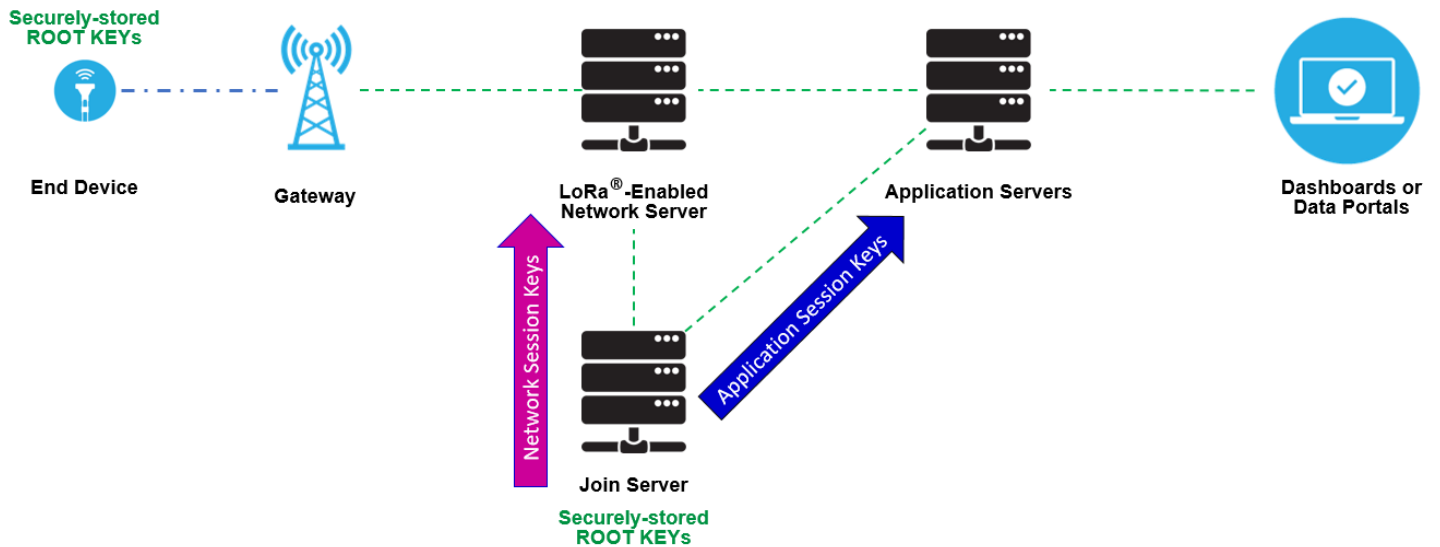 Securely-stored
ROOT KEYs
End Device
Gateway
LoRa®-Enabled
Network Server
Application Servers
Dashboards or
Data Portals
Network Session Keys
Application Session Keys
Join Server
Securely-stored
ROOT KEYs